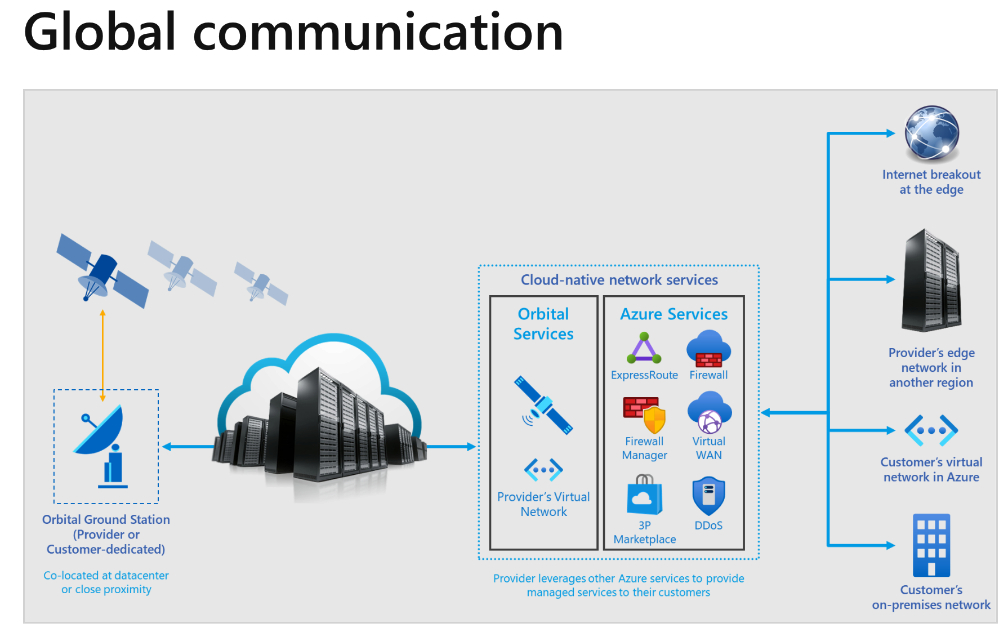 Global communication
Orbital Ground Station
(Provider or
Customer-dedicated)
Co-located at datacenter
or close proximity
Cloud-native network services
Orbital
Services
Provider's Virtual
Network
Azure Services
ExpressRoute
Firewall
Firewall
Manager
Virtual
WAN
3P
Marketplace
DDoS
Provider leverages other Azure services to provide
managed services to their customers
Internet breakout
at the edge
Provider's edge
network in
another region
Customer's virtual
network in Azure
Customer's
on-premises network